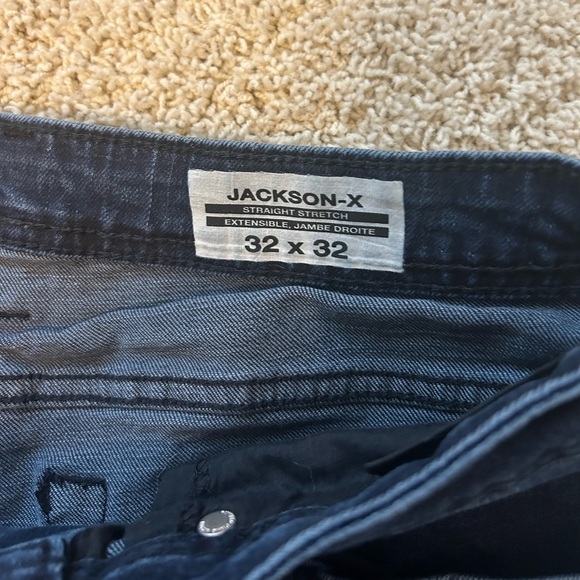 JACKSON-X
STRAIGHT STRETCH
EXTENSIBLE, JAMBE DROITE
32 x 32